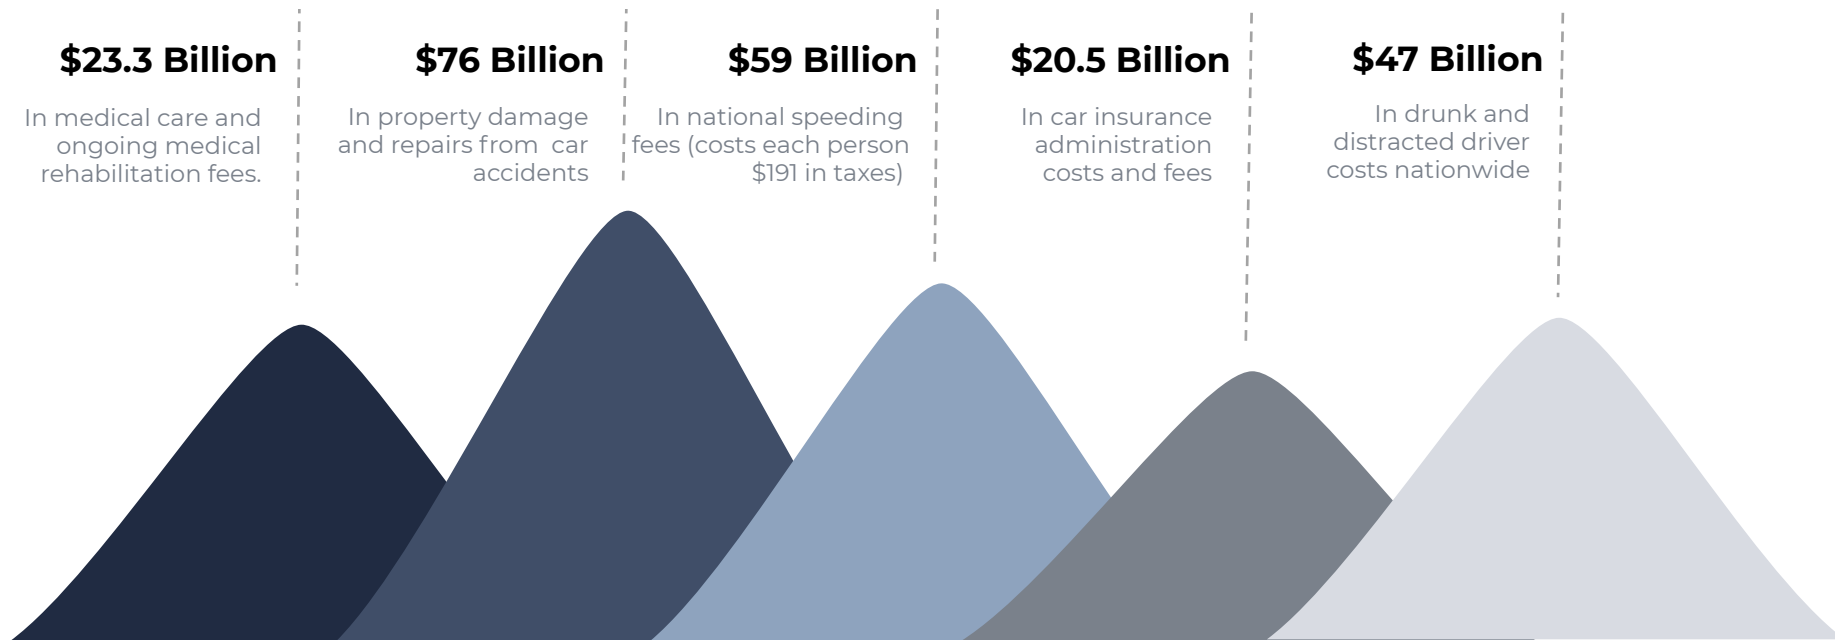 $23.3 Billion
In medical care and
ongoing medical
rehabilitation fees.
$76 Billion
In property damage
and repairs from  car
accidents
$59 Billion
In national speeding
fees (costs each person
$191 in taxes)
$20.5 Billion
In car insurance
administration
costs and fees
$47 Billion
In drunk and
distracted driver
costs nationwide